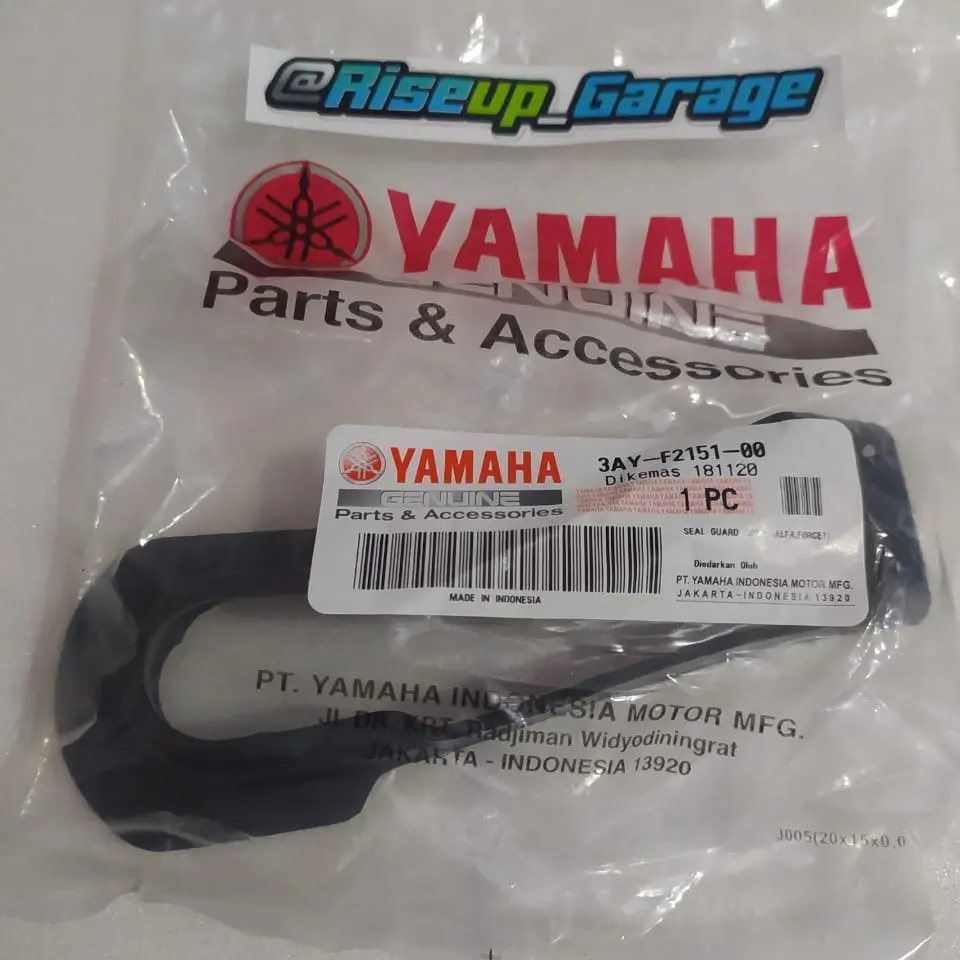 @Riseup_Garage
YAMAHA
GENUINE
Parts & Accessories
YAMAHA
GENUINE
Parts & Accessories
3AY-F2151-00
Dikemas 181120
1 PC
SEAL GUARD ALFA,FORCE1
Diedarkan Oleh
PT. YAMAHA INDONESIA MOTOR MFG.
JAKARTA-INDONESIA 13920
MADE IN INDONESIA
PT. YAMAHA INDONESIA MOTOR MFG.
Jl. DR. KRT. Radjiman Widyodiningrat
JAKARTA - INDONESIA 13920
J005(20x15x0,0